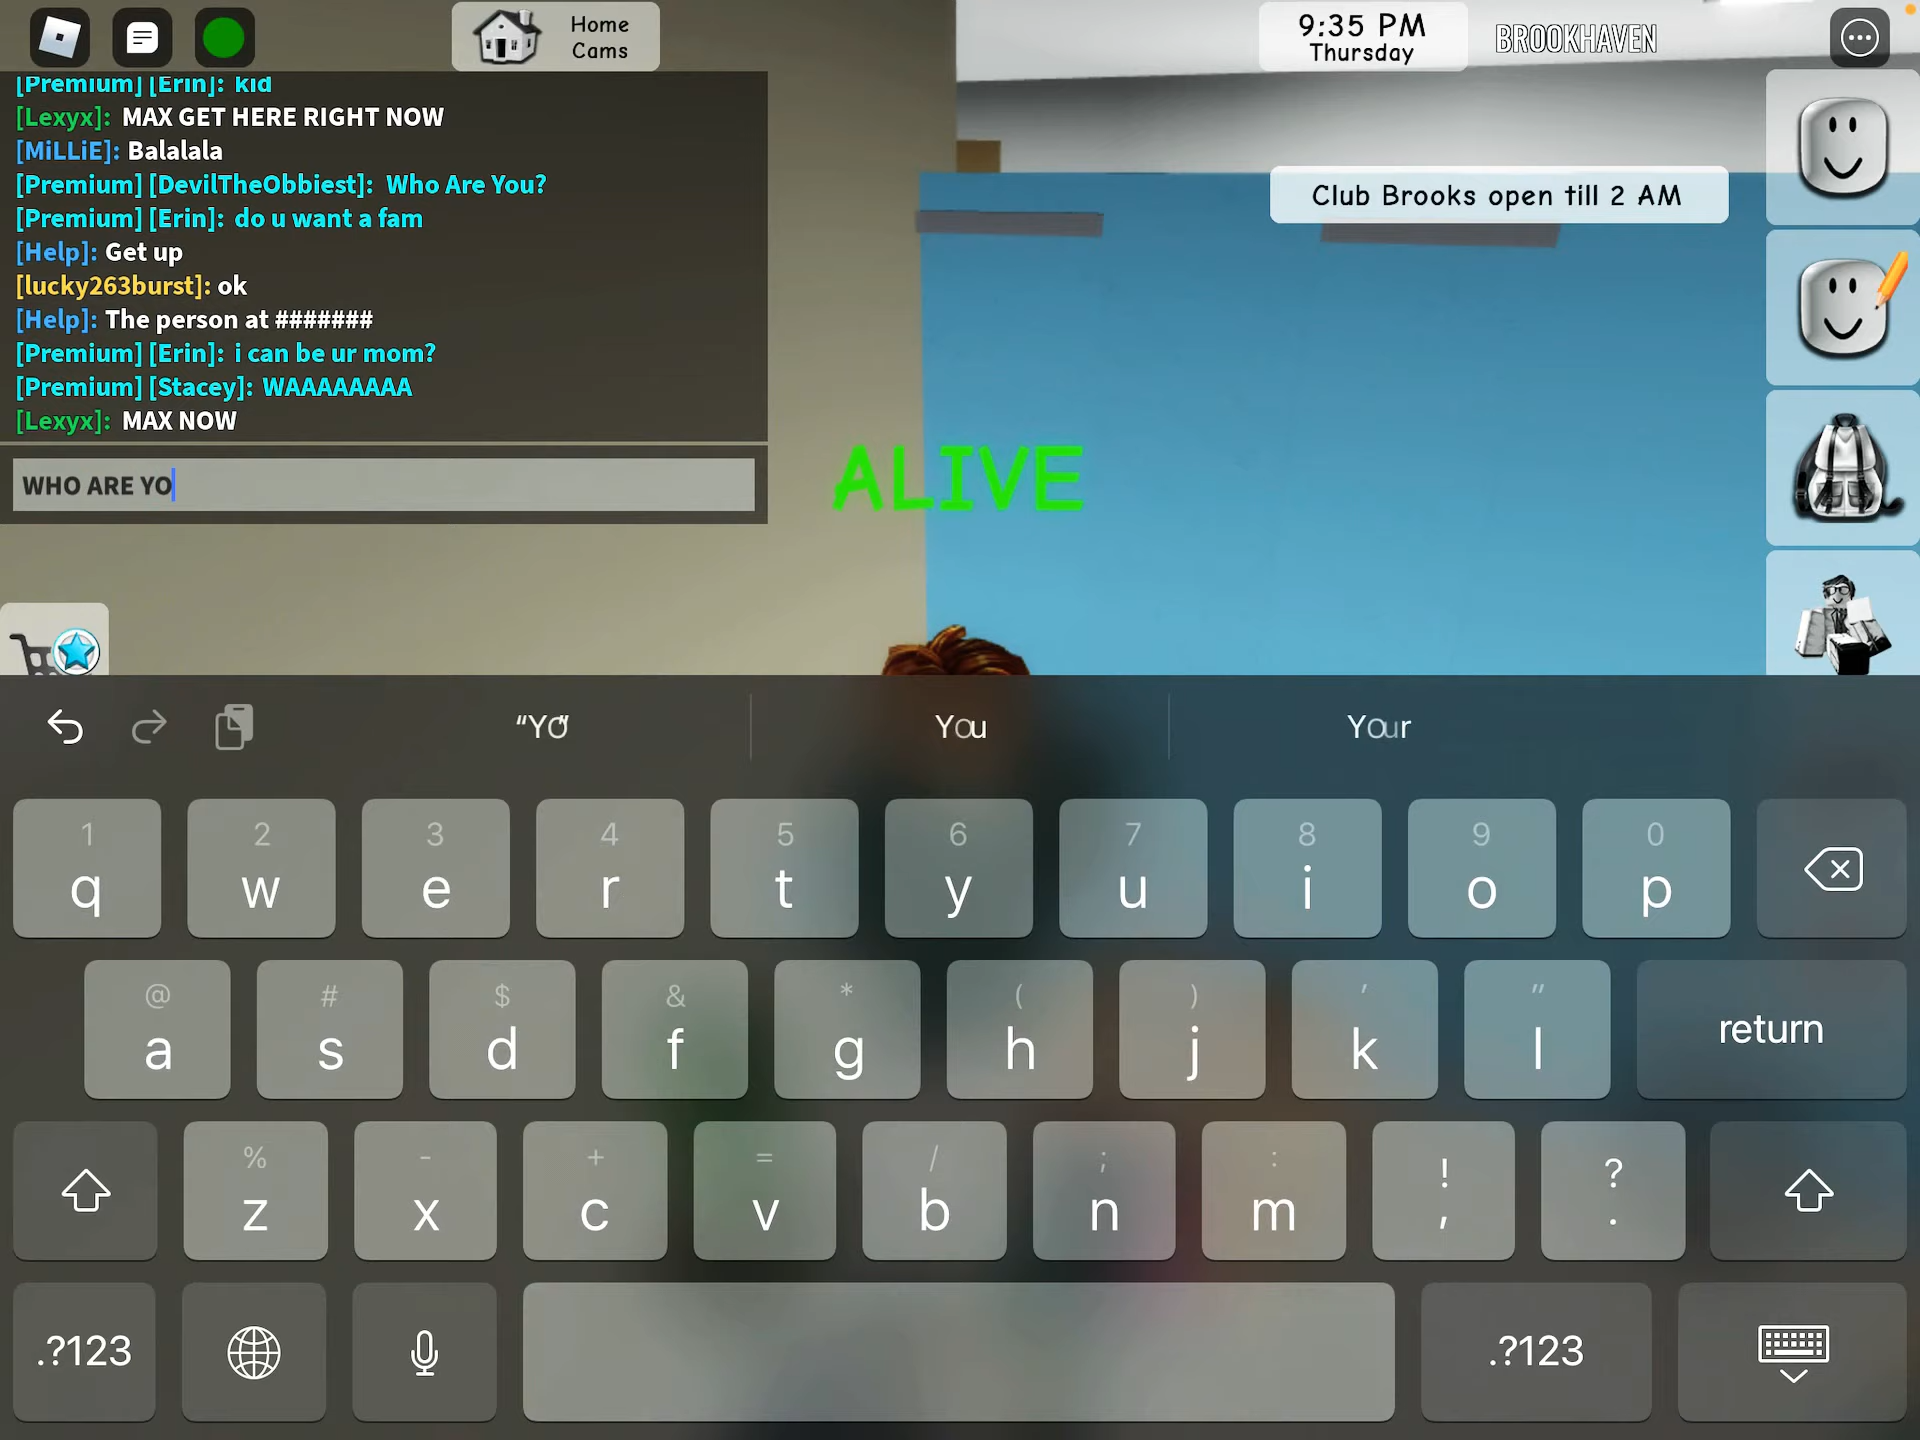 Home
Cams
9:35 PM
Thursday
BROOKHAVEN
[Premium] [Erin]: kid
[Lexyx]: MAX GET HERE RIGHT NOW
[MiLLiE]: Balalala
[Premium] [DevilTheObbiest]: Who Are You?
[Premium] [Erin]: do u want a fam
[Help]: Get up
[lucky263burst]: ok
[Help]: The person at #######
[Premium] [Erin]: i can be ur mom?
[Premium] [Stacey]: WAAAAAAAA
[Lexyx]: MAX NOW
Club Brooks open till 2 AM
WHO ARE YO
ALIVE
“Yo” You Your
1 2 3 4 5 6 7 8 9 0
q w e r t y u i o p
@ # $ & * ( ) ' "
a s d f g h j k l return
% - + = / ; : ! ?
z x c v b n m , .
.?123 .?123